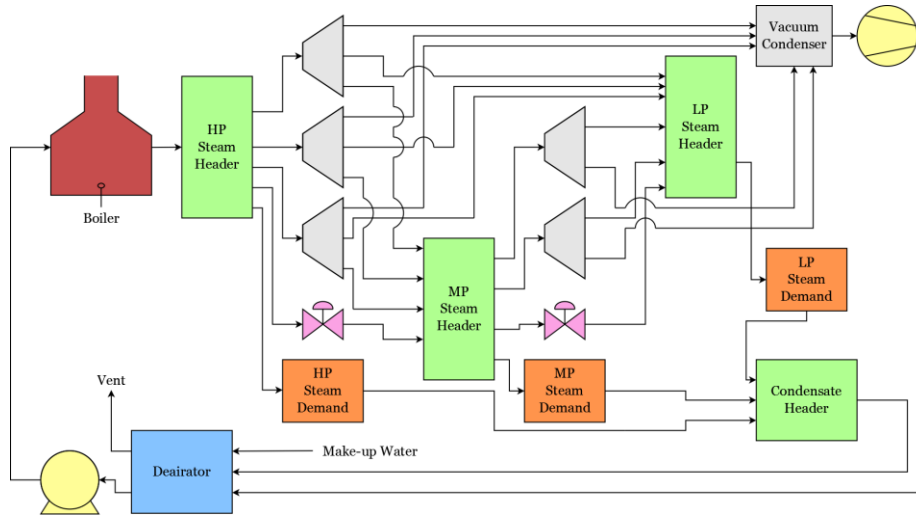 Vacuum
Condenser
HP
Steam
Header
LP
Steam
Header
Boiler
MP
Steam
Header
LP
Steam
Demand
HP
Steam
Demand
MP
Steam
Demand
Vent
Condensate
Header
Make-up Water
Deairator